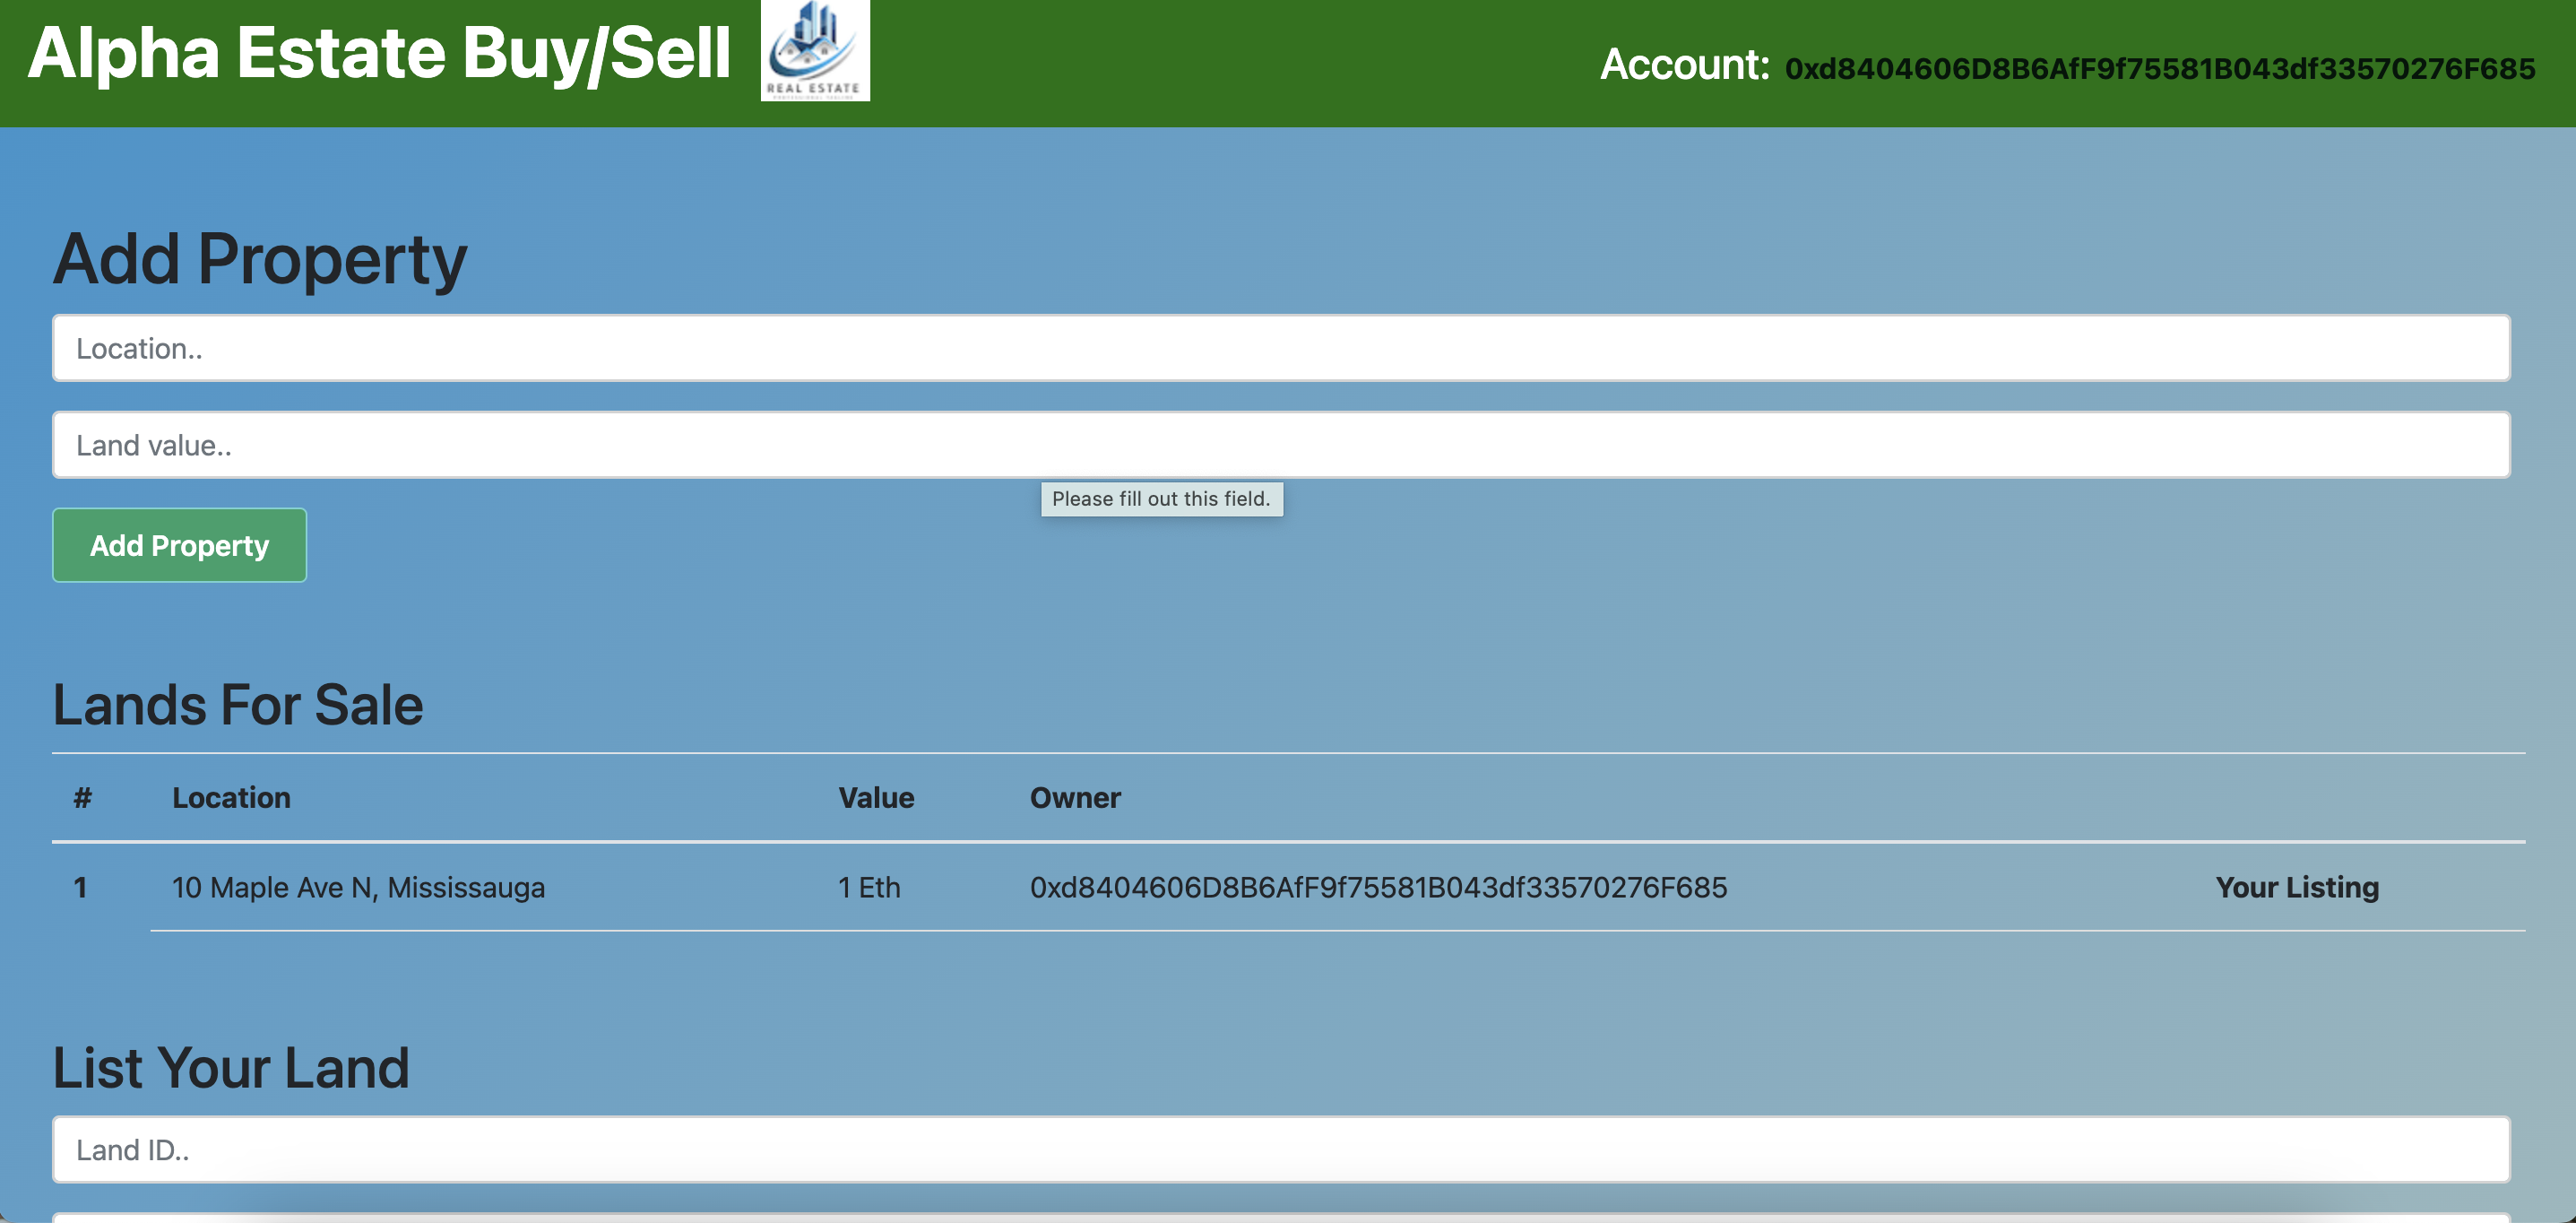 Alpha Estate Buy/Sell
REAL ESTATE
Account: 0xd8404606D8B6AfF9f75581B043df33570276F685
Add Property
Location..
Land value..
Please fill out this field.
Add Property
Lands For Sale
# Location Value Owner
1 10 Maple Ave N, Mississauga 1 Eth 0xd8404606D8B6AfF9f75581B043df33570276F685 Your Listing
List Your Land
Land ID..